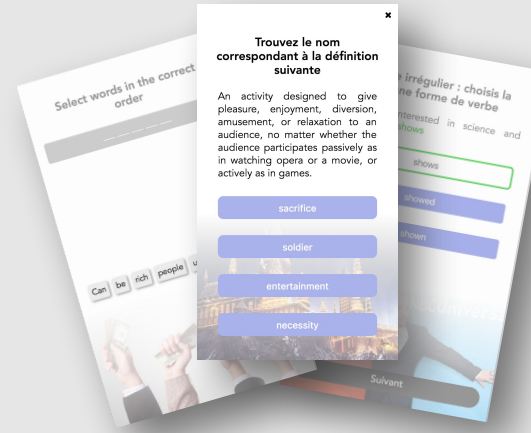 Select words in the correct
order
Can be rich people
Trouvez le nom
correspondant à la définition
suivante
An activity designed to give
pleasure, enjoyment, diversion,
amusement, or relaxation to an
audience, no matter whether the
audience participates passively as
in watching opera or a movie, or
actively as in games.
sacrifice
soldier
entertainment
necessity
irrégulier : choisis la
ne forme de verbe
interested in science and
shows
shows
showed
shown
Suivant